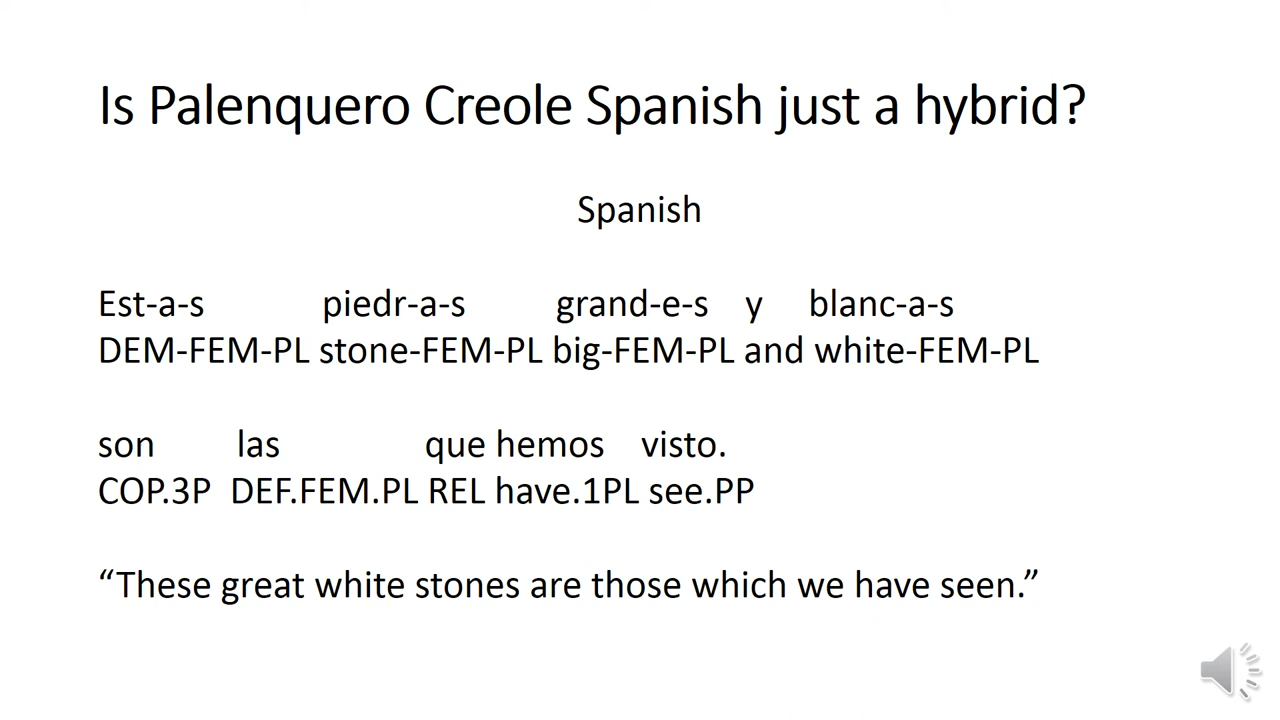 Is Palenquero Creole Spanish just a hybrid?
Spanish
Est-a-s piedr-a-s grand-e-s y blanc-a-s
DEM-FEM-PL stone-FEM-PL big-FEM-PL and white-FEM-PL
son las que hemos visto.
COP.3P DEF.FEM.PL REL have.1PL see.PP
“These great white stones are those which we have seen.”